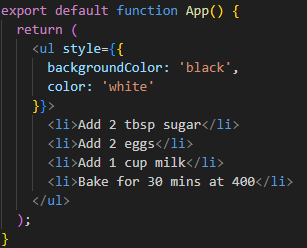 export default function App() {
  return (
    <ul style={{
      backgroundColor: 'black',
      color: 'white'
    }}>
      <li>Add 2 tbsp sugar</li>
      <li>Add 2 eggs</li>
      <li>Add 1 cup milk</li>
      <li>Bake for 30 mins at 400</li>
    </ul>
  );
}